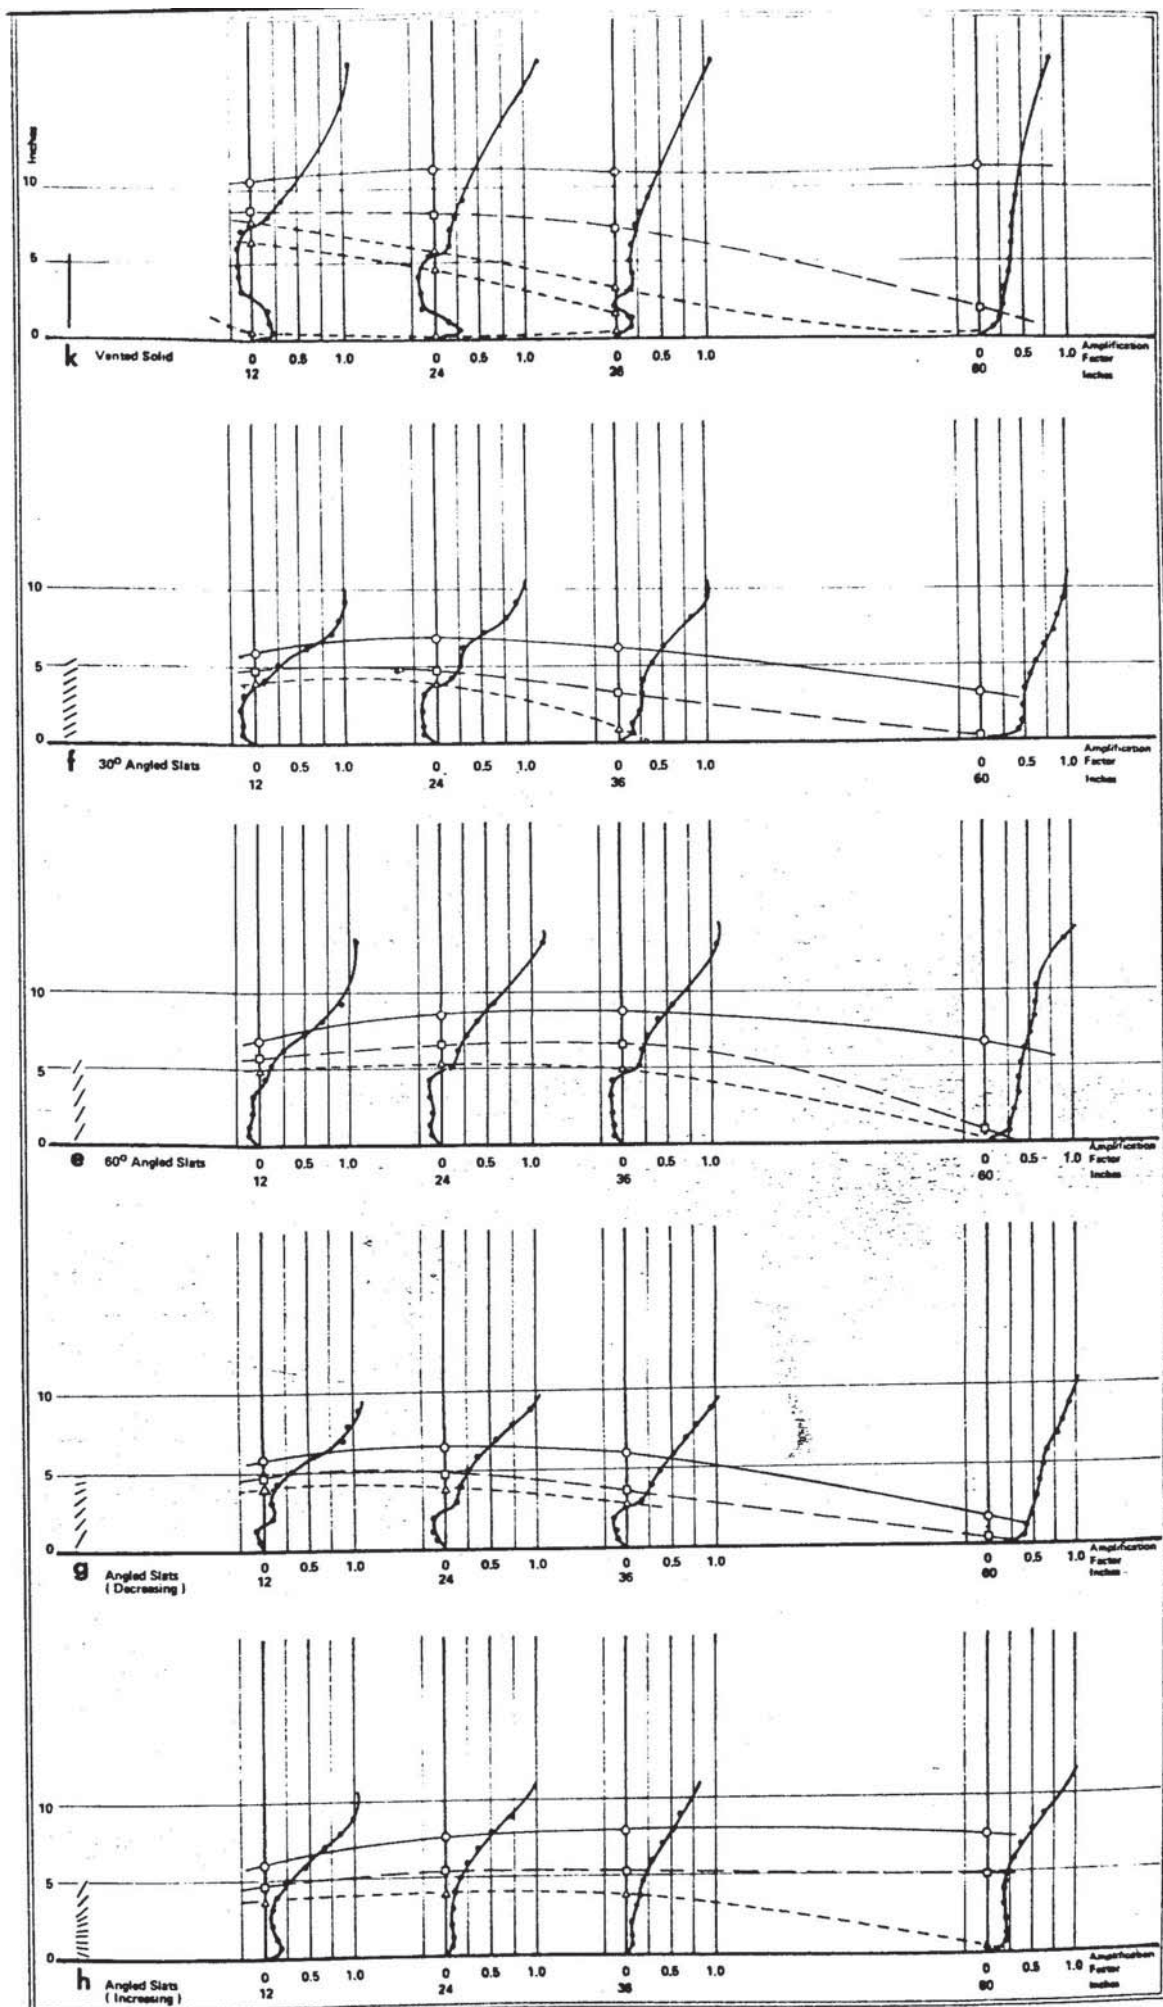 Inches
10
5
0
k Vented Solid 0 0.5 1.0 0 0.5 1.0 0 0.5 1.0 0 0.5 1.0 Amplification Factor
12 24 36 60 Inches
10
5
0
f 30° Angled Slats 0 0.5 1.0 0 0.5 1.0 0 0.5 1.0 0 0.5 1.0 Amplification Factor
12 24 36 60 Inches
10
5
0
e 60° Angled Slats 0 0.5 1.0 0 0.5 1.0 0 0.5 1.0 0 0.5 1.0 Amplification Factor
12 24 36 60 Inches
10
5
0
g Angled Slats 0 0.5 1.0 0 0.5 1.0 0 0.5 1.0 0 0.5 1.0 Amplification Factor
( Decreasing ) 12 24 36 60 Inches
10
5
0
h Angled Slats 0 0.5 1.0 0 0.5 1.0 0 0.5 1.0 0 0.5 1.0 Amplification Factor
( Increasing ) 12 24 36 60 Inches